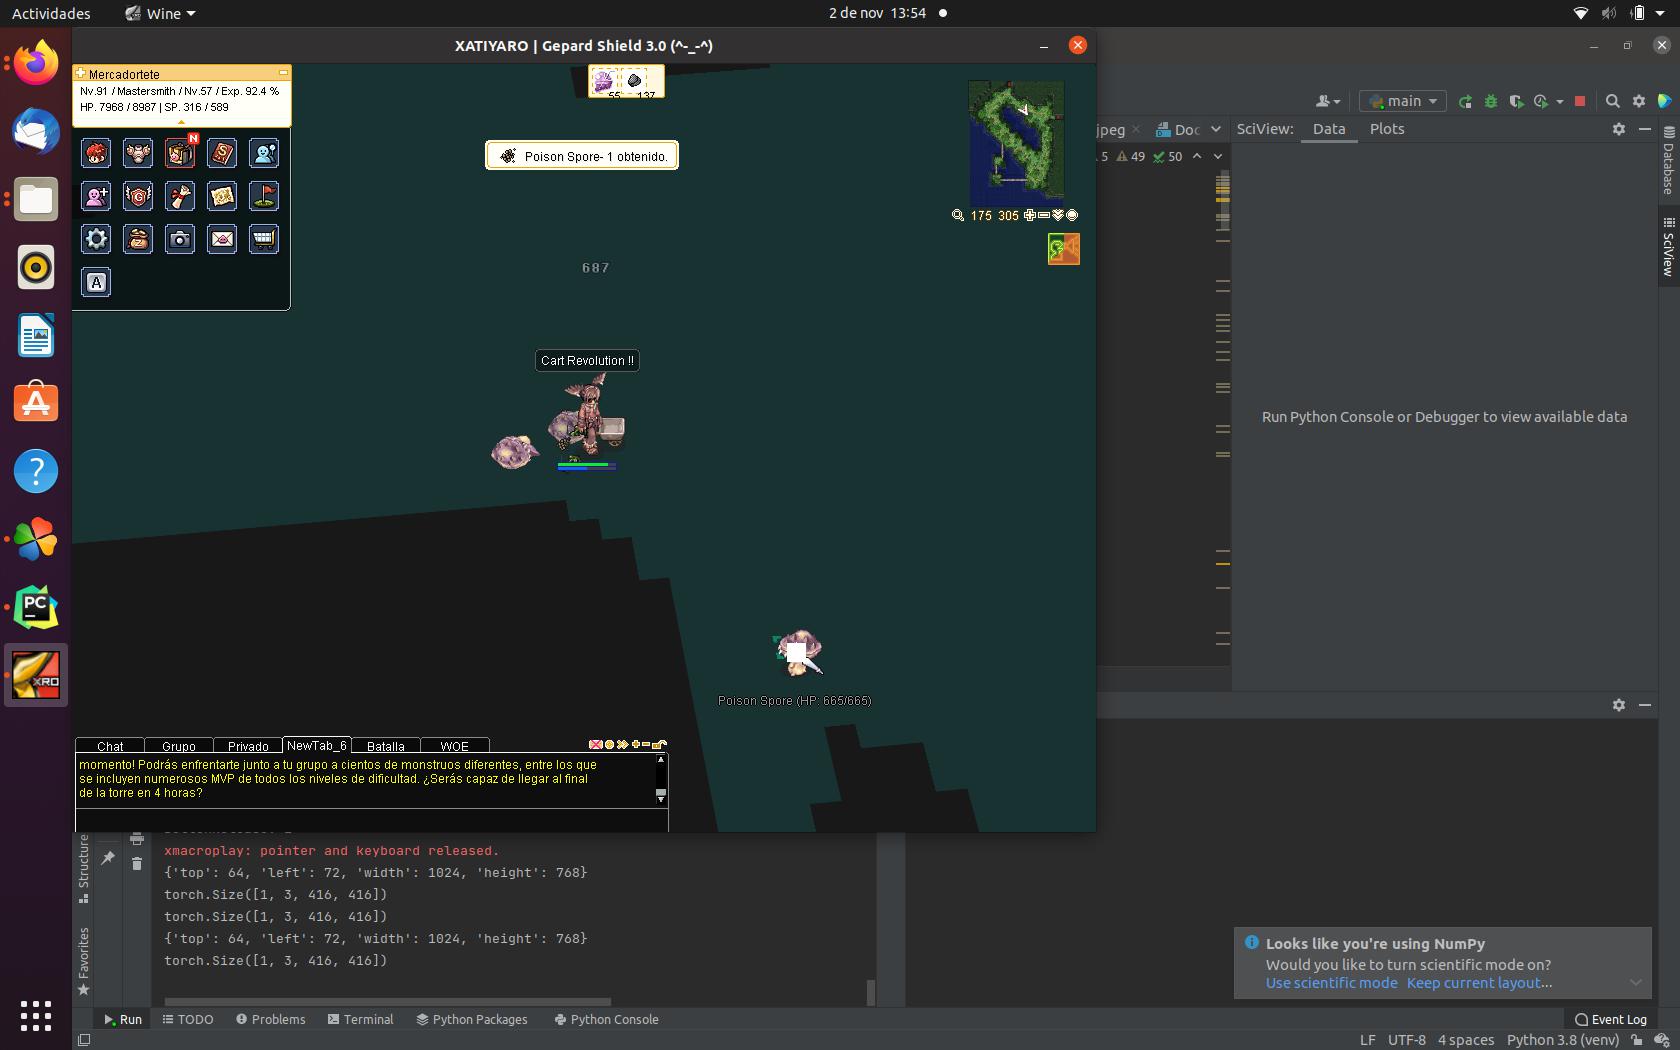 Actividades
Wine
2 de nov 13:54
XATIYARO | Gepard Shield 3.0 (^-_-^)
Mercadortete
Nv.91 / Mastersmith / Nv.57 / Exp. 92.4 %
HP. 7968 / 8987 | SP. 316 / 589
N
A
55
137
Poison Spore- 1 obtenido.
175 305
687
Cart Revolution !!
Poison Spore (HP: 665/665)
Chat
Grupo
Privado
NewTab_6
Batalla
WOE
momento! Podrás enfrentarte junto a tu grupo a cientos de monstruos diferentes, entre los que
se incluyen numerosos MVP de todos los niveles de dificultad. ¿Serás capaz de llegar al final
de la torre en 4 horas?
main
jpeg
Doc
5
49
50
SciView:
Data
Plots
Database
SciView
Run Python Console or Debugger to view available data
PC
XRO
Structure
Favorites
xmacroplay: pointer and keyboard released.
{'top': 64, 'left': 72, 'width': 1024, 'height': 768}
torch.Size([1, 3, 416, 416])
torch.Size([1, 3, 416, 416])
{'top': 64, 'left': 72, 'width': 1024, 'height': 768}
torch.Size([1, 3, 416, 416])
Looks like you're using NumPy
Would you like to turn scientific mode on?
Use scientific mode Keep current layout...
Run
TODO
Problems
Terminal
Python Packages
Python Console
Event Log
LF UTF-8 4 spaces Python 3.8 (venv)